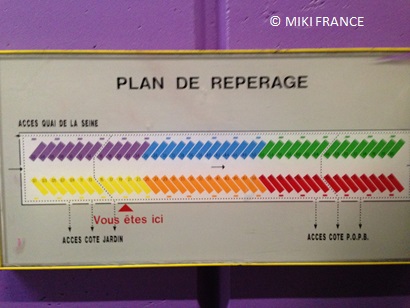 © MIKI FRANCE
PLAN DE REPERAGE
ACCES QUAI DE LA SEINE
Vous êtes ici
ACCES COTE JARDIN
ACCES COTE P.O.P.B.